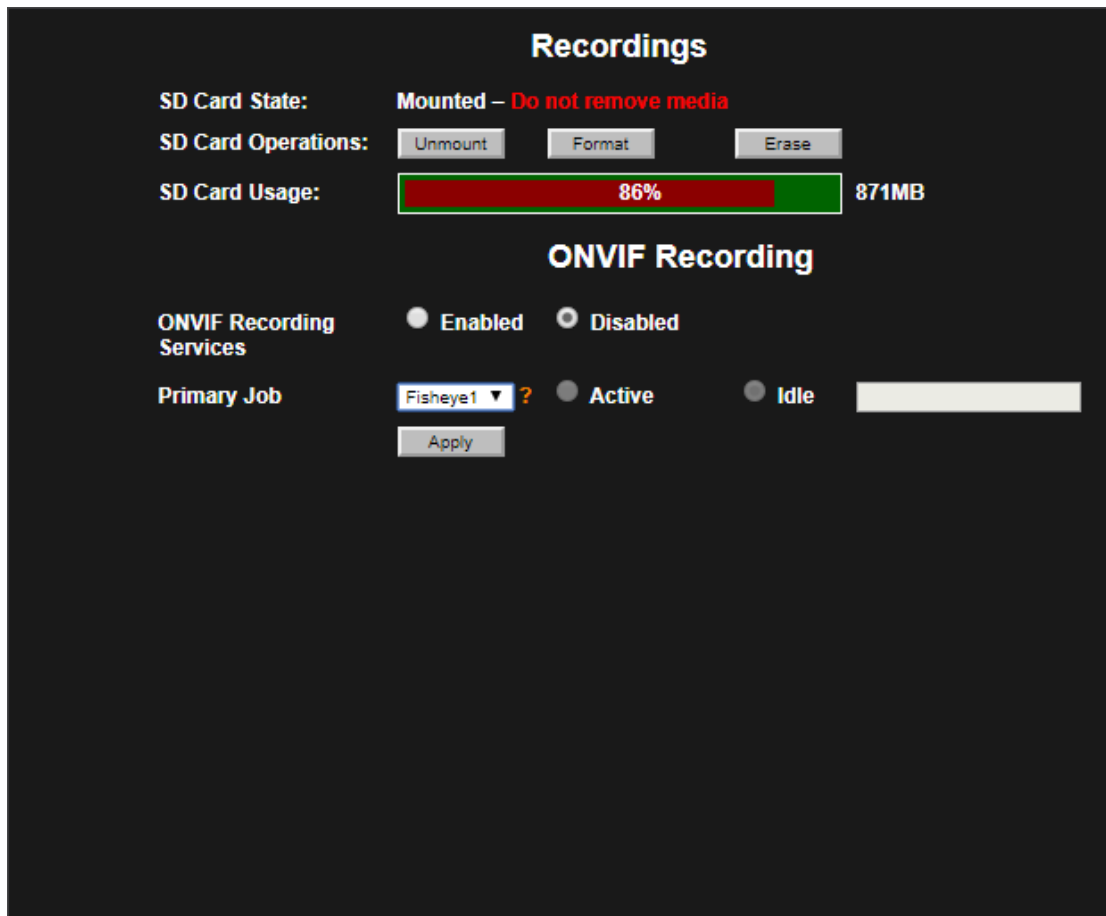 Recordings
SD Card State: Mounted – Do not remove media
SD Card Operations: Unmount Format Erase
SD Card Usage: 86% 871MB
ONVIF Recording
ONVIF Recording Enabled Disabled
Services
Primary Job Fisheye1 ? Active Idle
Apply